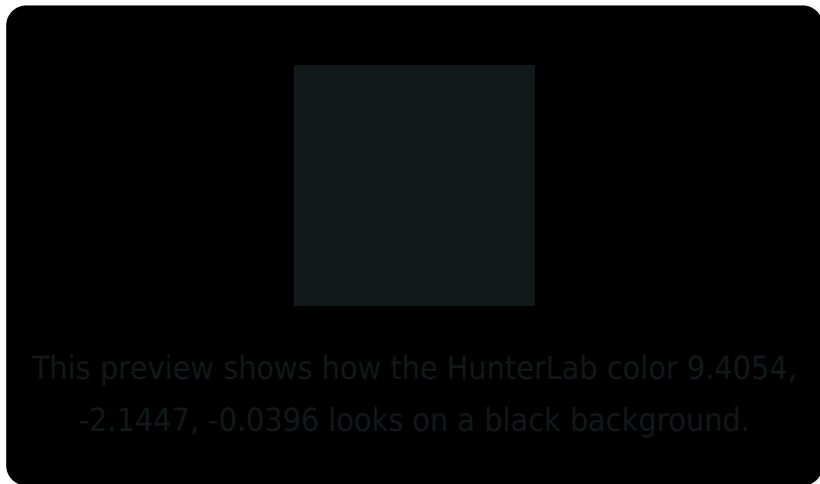 This preview shows how the HunterLab color 9.4054,
-2.1447, -0.0396 looks on a black background.